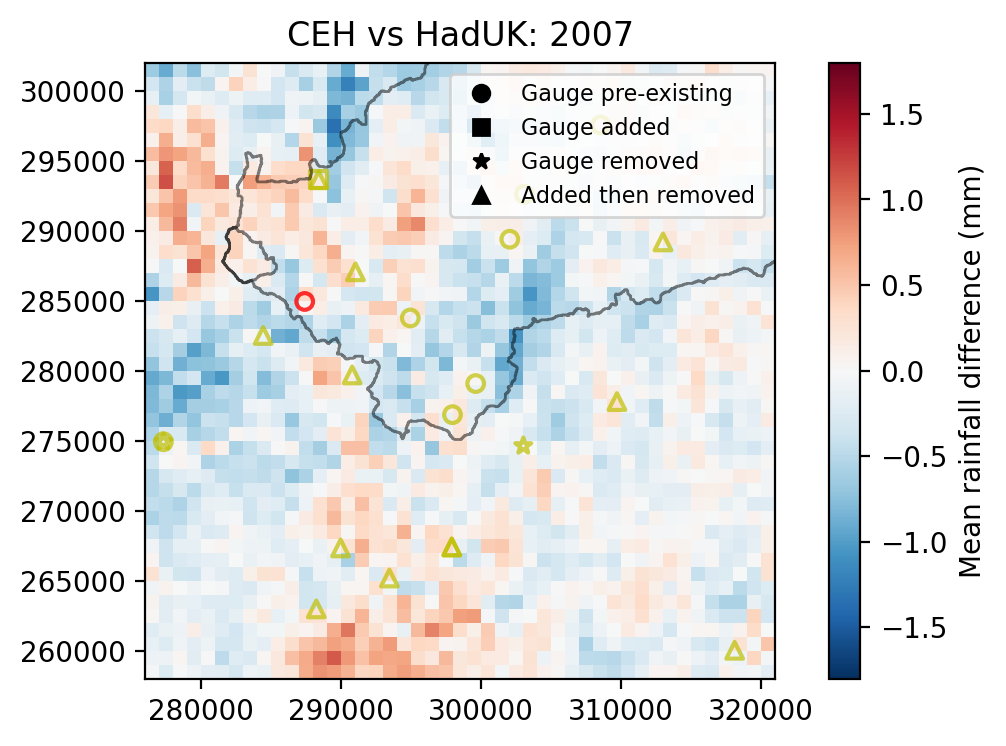 CEH vs HadUK: 2007
300000
295000
290000
285000
280000
275000
270000
265000
260000
280000 290000 300000 310000 320000
Gauge pre-existing
Gauge added
Gauge removed
Added then removed
1.5
1.0
0.5
0.0
−0.5
−1.0
−1.5
Mean rainfall difference (mm)